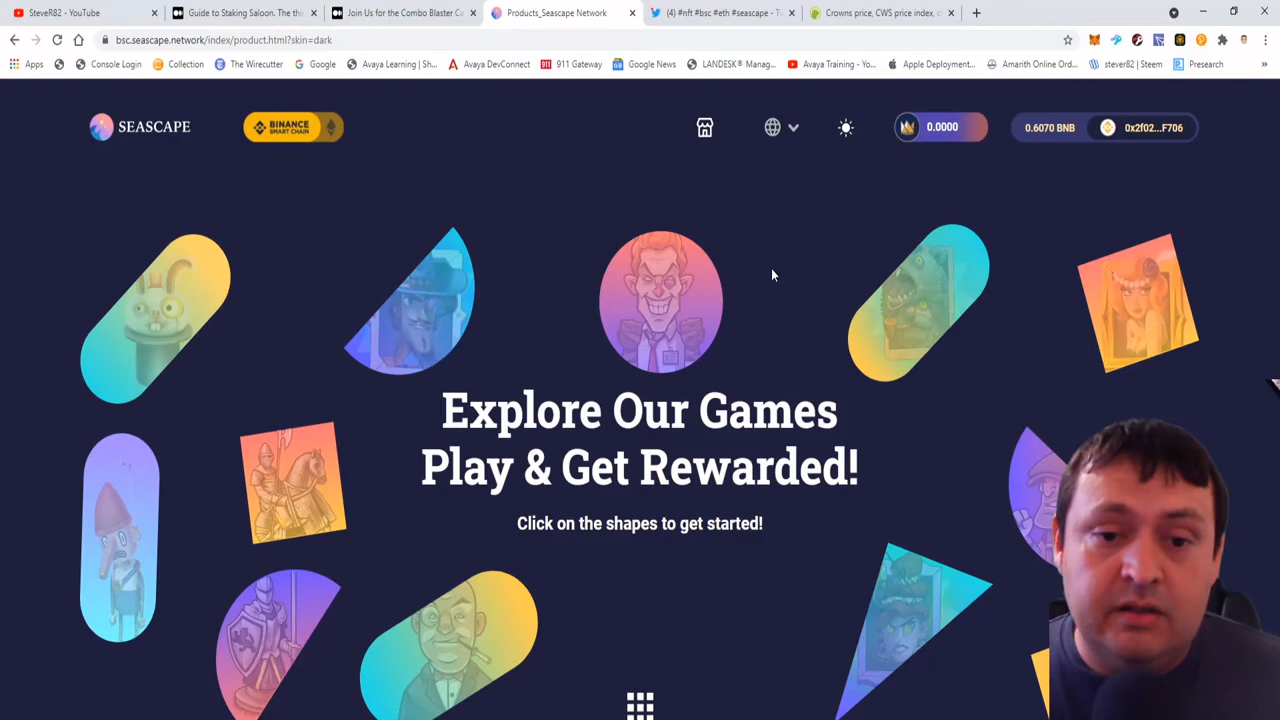 SteveR82 - YouTube
Guide to Staking Saloon. The thi
Join Us for the Combo Blaster Ca
Products_Seascape Network
(4) #nft #bsc #eth #seascape - Tw
Crowns price, CWS price index, c
bsc.seascape.network/index/product.html?skin=dark
Apps
Console Login
Collection
The Wirecutter
Google
Avaya Learning | Sh...
Avaya DevConnect
911 Gateway
Google News
LANDESK® Manag...
Avaya Training - Yo...
Apple Deployment...
Amarith Online Ord...
stever82 | Steem
Presearch
SEASCAPE
BINANCE
SMART CHAIN
0.0000
0.6070 BNB
0x2f02...F706
Explore Our Games
Play & Get Rewarded!
Click on the shapes to get started!